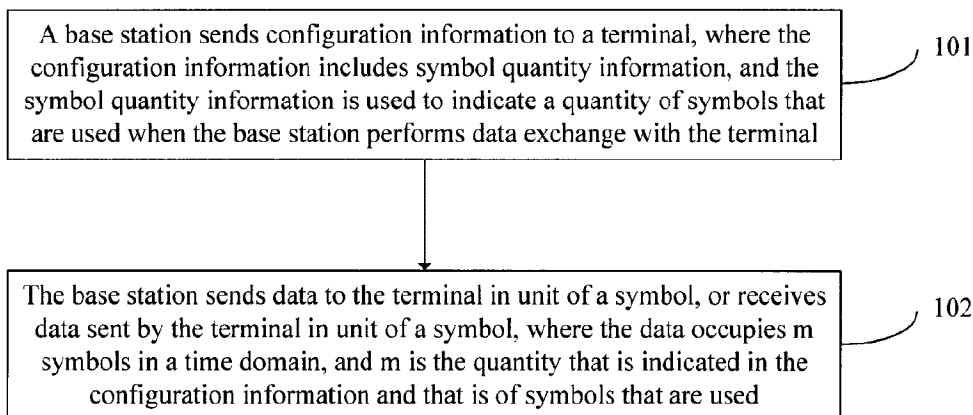 A base station sends configuration information to a terminal, where the
configuration information includes symbol quantity information, and the
symbol quantity information is used to indicate a quantity of symbols that
are used when the base station performs data exchange with the terminal
101
The base station sends data to the terminal in unit of a symbol, or receives
data sent by the terminal in unit of a symbol, where the data occupies m
symbols in a time domain, and m is the quantity that is indicated in the
configuration information and that is of symbols that are used
102